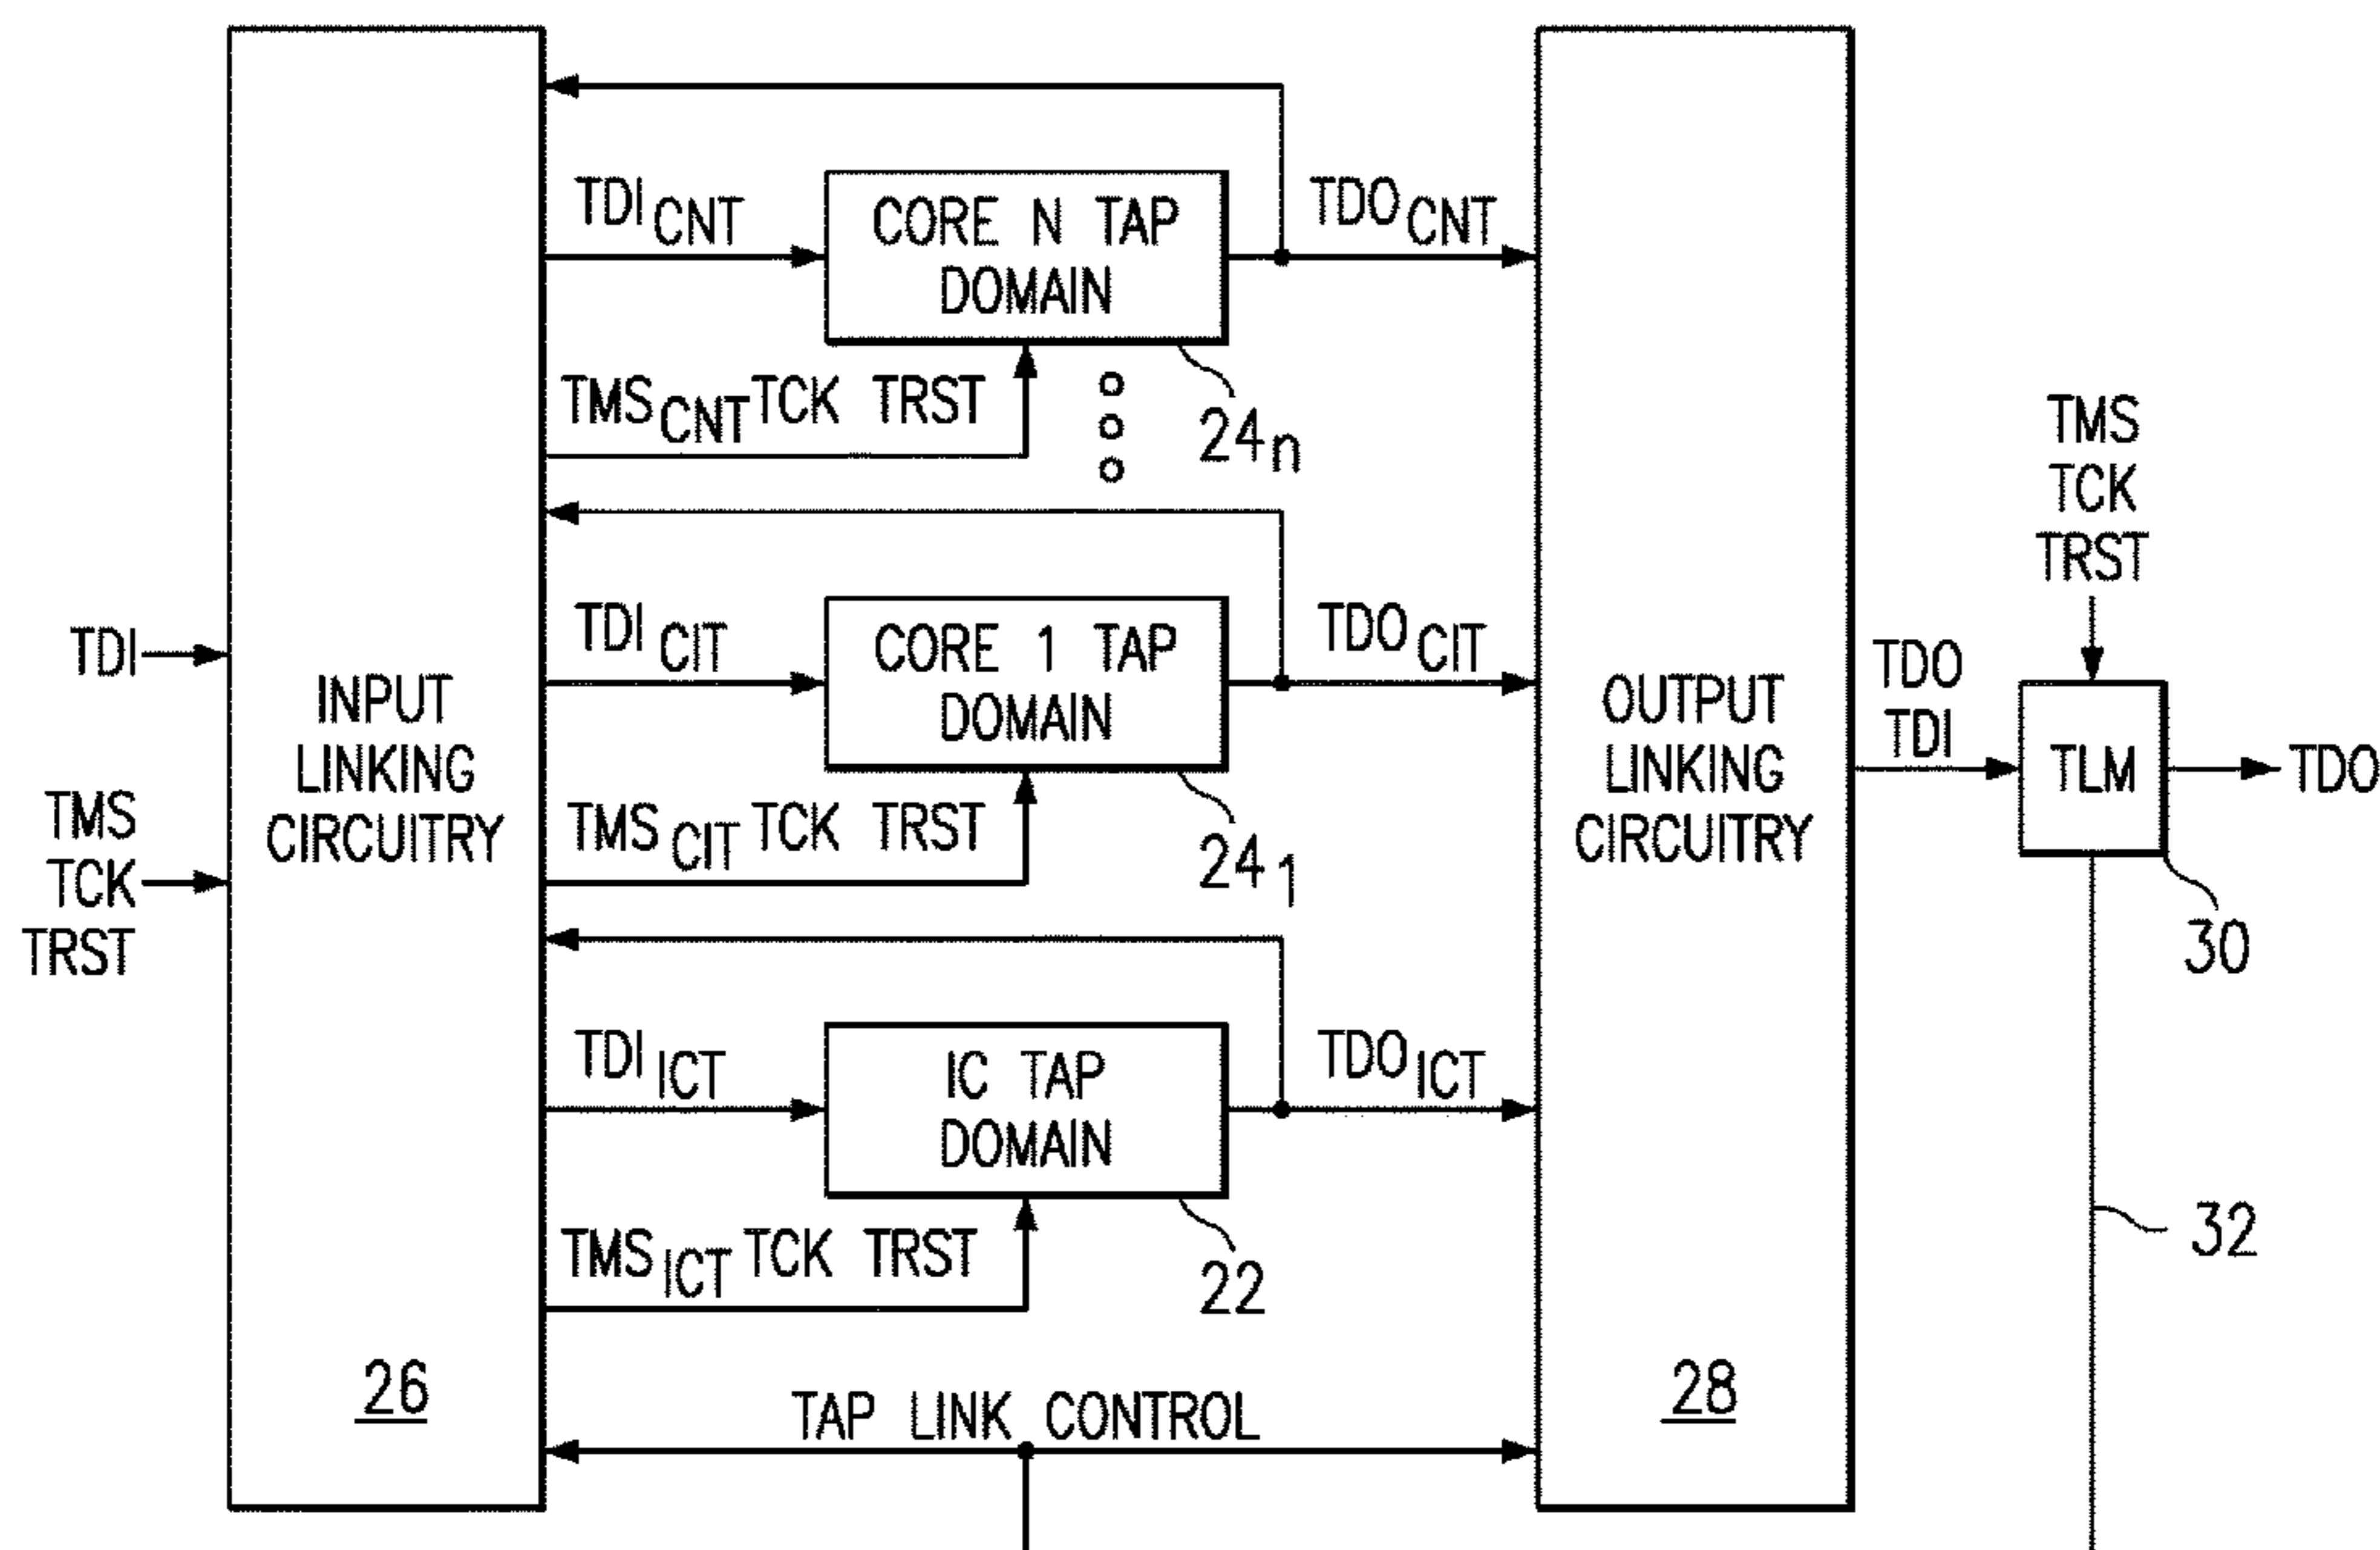 TDI CNT
CORE N TAP
DOMAIN
TDO CNT
TMS CNT TCK TRST
24n
TMS
TCK
TRST
TDI
INPUT
LINKING
CIRCUITRY
TMS
TCK
TRST
TDI CIT
CORE 1 TAP
DOMAIN
TDO CIT
TMS CIT TCK TRST
24 1
OUTPUT
LINKING
CIRCUITRY
TDO
TDI
TLM
TDO
30
TDI ICT
IC TAP
DOMAIN
TDO ICT
TMS ICT TCK TRST
22
32
26
TAP LINK CONTROL
28